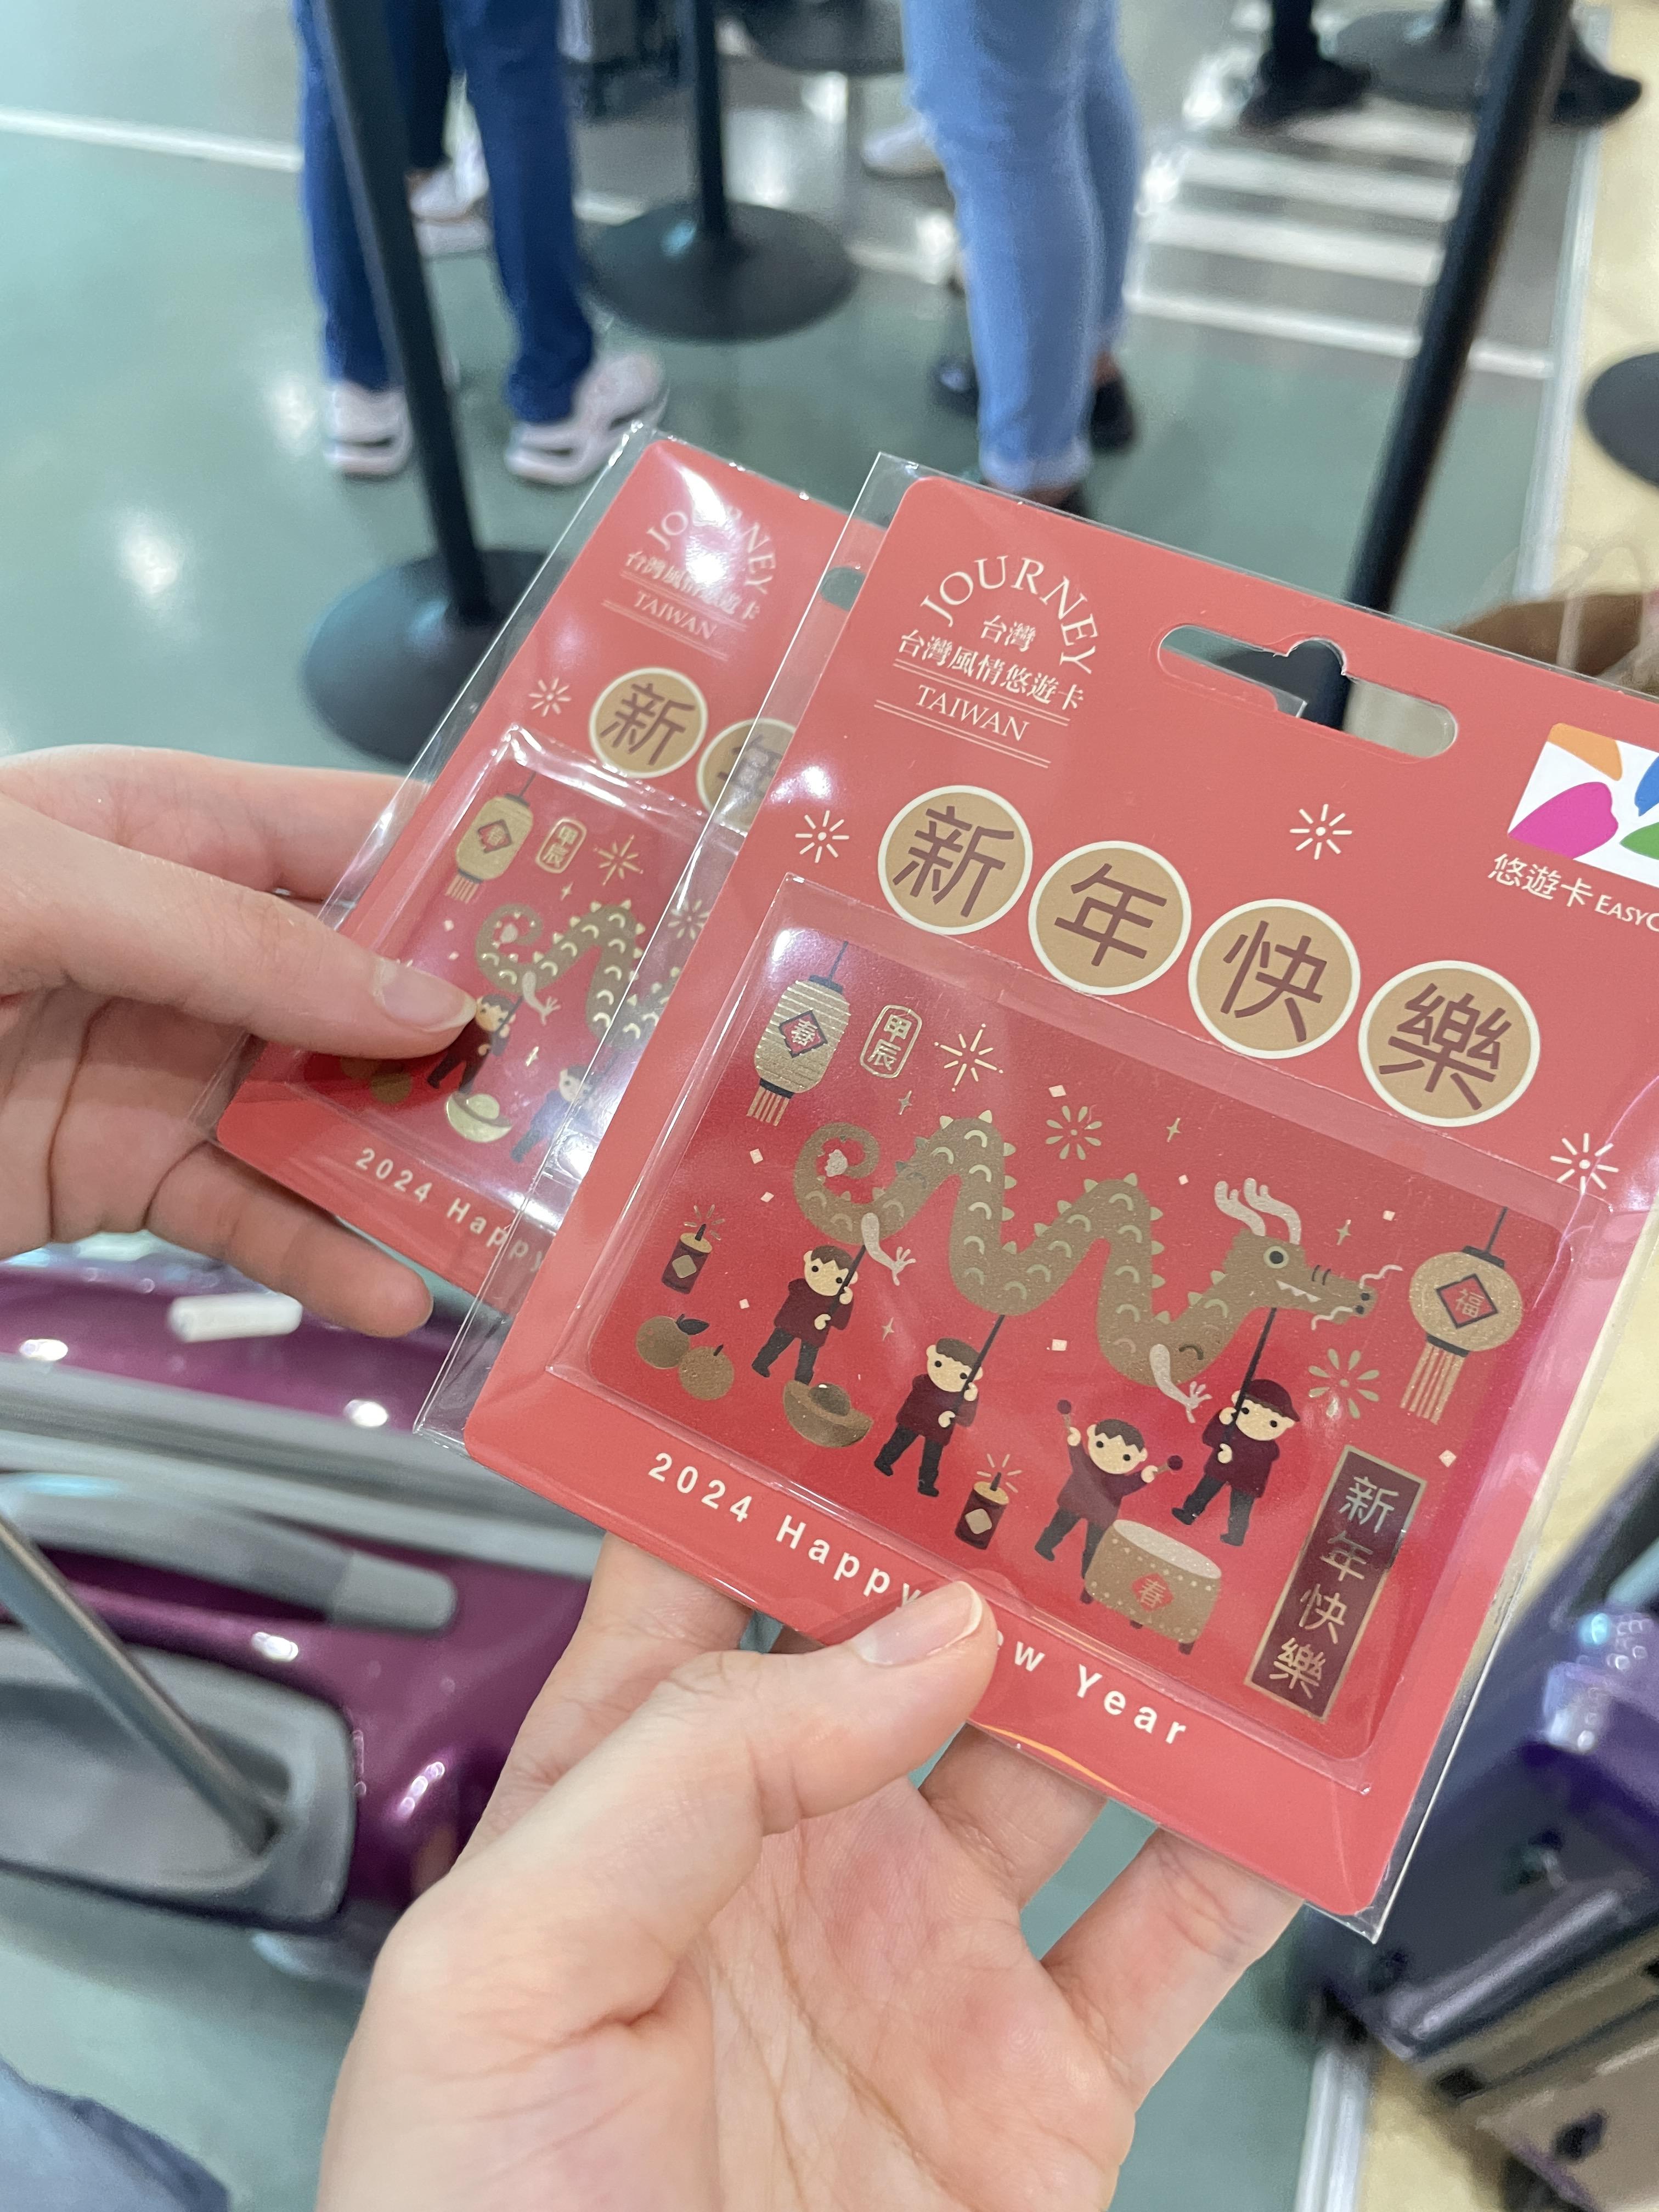 JOURNEY
台灣風情悠遊卡
TAIWAN
新
春
甲辰
2024 Happy
JOURNEY
台灣
台灣風情悠遊卡
TAIWAN
悠遊卡 EASYC
新年快樂
春
甲辰
福
春
新年快樂
2024 Happy ew Year